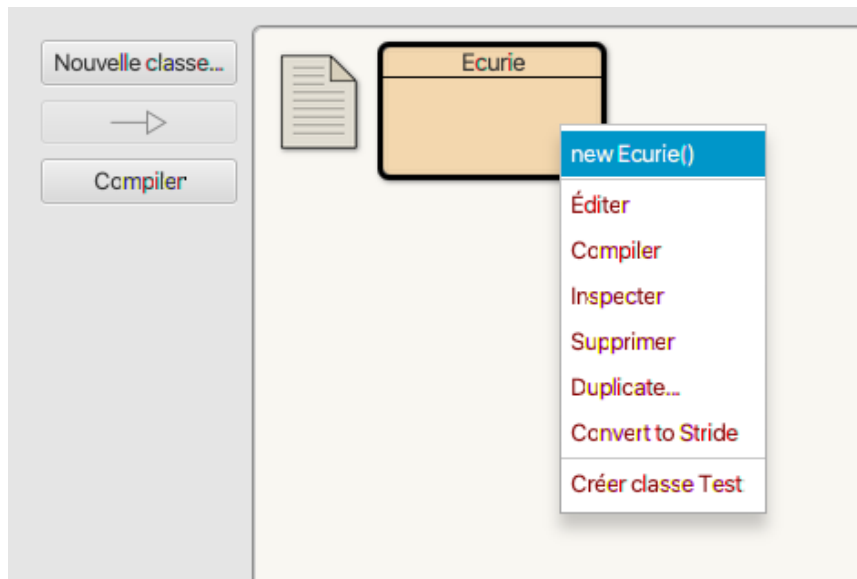 Nouvelle classe...
Compiler
Ecurie
new Ecurie()
Éditer
Compiler
Inspecter
Supprimer
Duplicate...
Convert to Stride
Créer classe Test